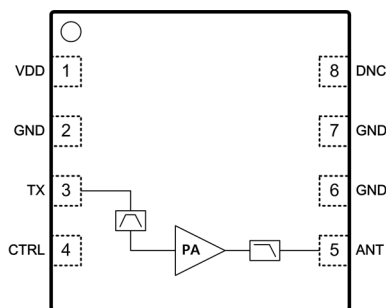 VDD 1 8 DNC
GND 2 7 GND
TX 3 6 GND
CTRL 4 PA 5 ANT